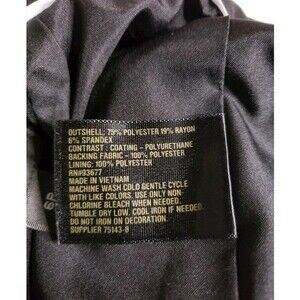 OUTSHELL: 73% POLYESTER 19% RAYON
8% SPANDEX
CONTRAST: COATING - POLYURETHANE
BACKING FABRIC - 100% POLYESTER
LINING: 100% POLYESTER
RN#93677
MADE IN VIETNAM
MACHINE WASH COLD GENTLE CYCLE
WITH LIKE COLORS. USE ONLY NON
CHLORINE BLEACH WHEN NEEDED.
TUMBLE DRY LOW. COOL IRON IF NEEDED.
DO NOT IRON ON DECORATION.
SUPPLIER 75143-9